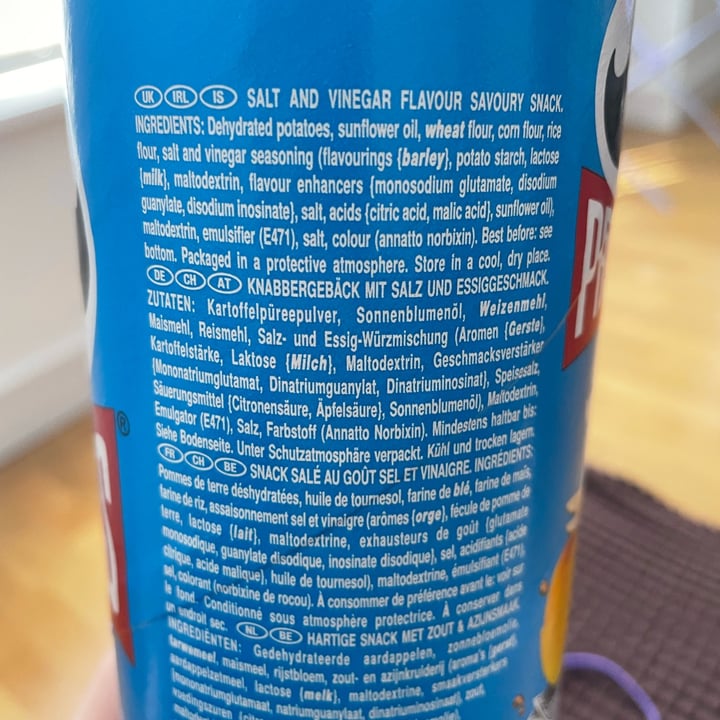 UK IRL IS SALT AND VINEGAR FLAVOUR SAVOURY SNACK.
INGREDIENTS: Dehydrated potatoes, sunflower oil, wheat flour, corn flour, rice
flour, salt and vinegar seasoning (flavourings {barley}, potato starch, lactose
{milk}, maltodextrin, flavour enhancers {monosodium glutamate, disodium
guanylate, disodium inosinate}, salt, acids {citric acid, malic acid}, sunflower oil),
maltodextrin, emulsifier (E471), salt, colour (annatto norbixin). Best before: see
bottom. Packaged in a protective atmosphere. Store in a cool, dry place.
DE CH AT KNABBERGEBÄCK MIT SALZ UND ESSIGGESCHMACK.
ZUTATEN: Kartoffelpüreepulver, Sonnenblumenöl, Weizenmehl,
Maismehl, Reismehl, Salz- und Essig-Würzmischung (Aromen {Gerste},
Kartoffelstärke, Laktose {Milch}, Maltodextrin, Geschmacksverstärker
{Mononatriumglutamat, Dinatriumguanylat, Dinatriuminosinat}, Speisesalz,
Säuerungsmittel {Citronensäure, Äpfelsäure}, Sonnenblumenöl), Maltodextrin,
Emulgator (E471), Salz, Farbstoff (Annatto Norbixin). Mindestens haltbar bis:
Siehe Bodenseite. Unter Schutzatmosphäre verpackt. Kühl und trocken lagern.
FR CH BE SNACK SALÉ AU GOÛT SEL ET VINAIGRE. INGRÉDIENTS:
Pommes de terre déshydratées, huile de tournesol, farine de blé, farine de maïs,
farine de riz, assaisonnement sel et vinaigre (arômes {orge}, fécule de pomme de
terre, lactose {lait}, maltodextrine, exhausteurs de goût {glutamate
monosodique, guanylate disodique, inosinate disodique}, sel, acidifiants {acide
citrique, acide malique}, huile de tournesol), maltodextrine, émulsifiant (E471),
sel, colorant (norbixine de rocou). À consommer de préférence avant le: voir sur
le fond. Conditionné sous atmosphère protectrice. À conserver dans
un endroit sec. NL BE HARTIGE SNACK MET ZOUT & AZIJNSMAAK.
INGREDIËNTEN: Gedehydrateerde aardappelen, zonnebloemolie,
tarwemeel, maismeel, rijstbloem, zout- en azijnkruiderij (aroma's {gerst},
aardappelzetmeel, lactose {melk}, maltodextrine, smaakversterkers
{mononatriumglutamaat, natriumguanylaat, dinatriuminosinaat}, zout,
voedingszuren